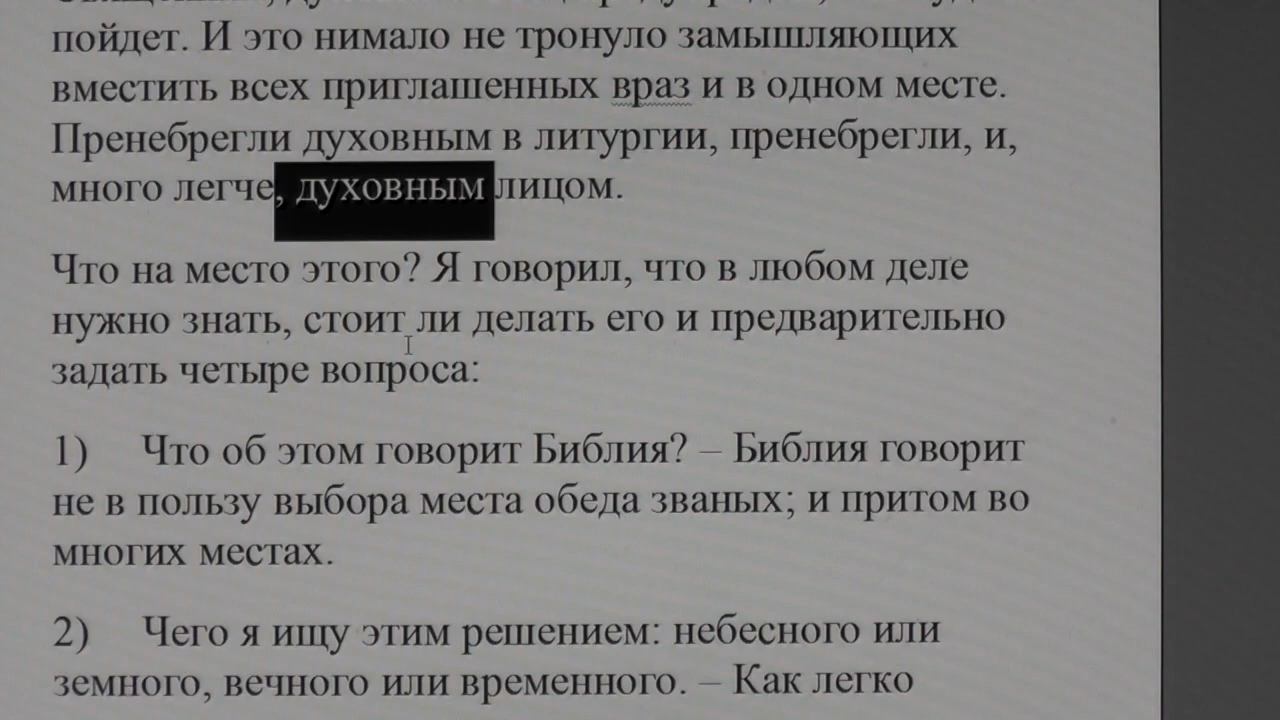 пойдет. И это нимало не тронуло замышляющих
вместить всех приглашенных враз и в одном месте.
Пренебрегли духовным в литургии, пренебрегли, и,
много легче, духовным лицом.
Что на место этого? Я говорил, что в любом деле
нужно знать, стоит ли делать его и предварительно
задать четыре вопроса:
1) Что об этом говорит Библия? – Библия говорит
не в пользу выбора места обеда званых; и притом во
многих местах.
2) Чего я ищу этим решением: небесного или
земного, вечного или временного. – Как легко